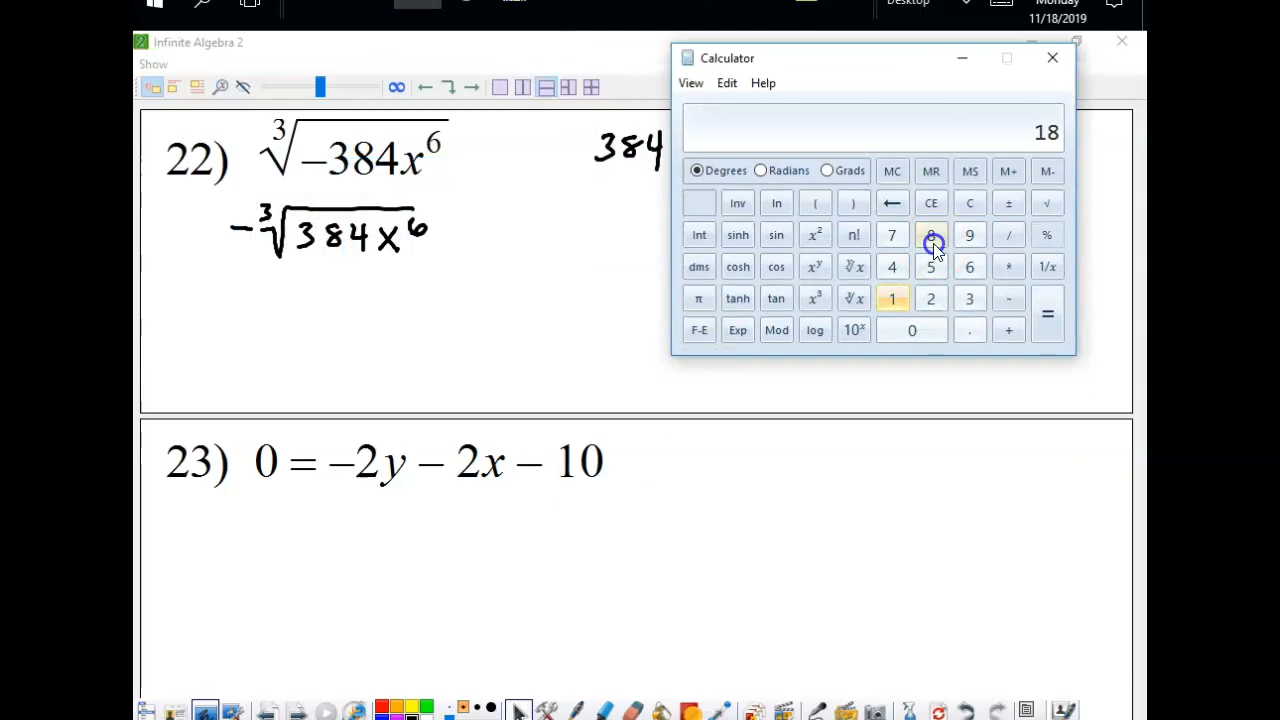 Desktop
Monday
11/18/2019
Infinite Algebra 2
Show
22) ∛(–384x⁶)
384
-∛(384x⁶)
Calculator
View Edit Help
18
Degrees Radians Grads MC MR MS M+ M-
Inv ln ( ) ← CE C ± √
Int sinh sin x² n! 7 8 9 / %
dms cosh cos xʸ ʸ√x 4 5 6 * 1/x
π tanh tan x³ ³√x 1 2 3 - =
F-E Exp Mod log 10ˣ 0 . +
23) 0 = –2y – 2x – 10